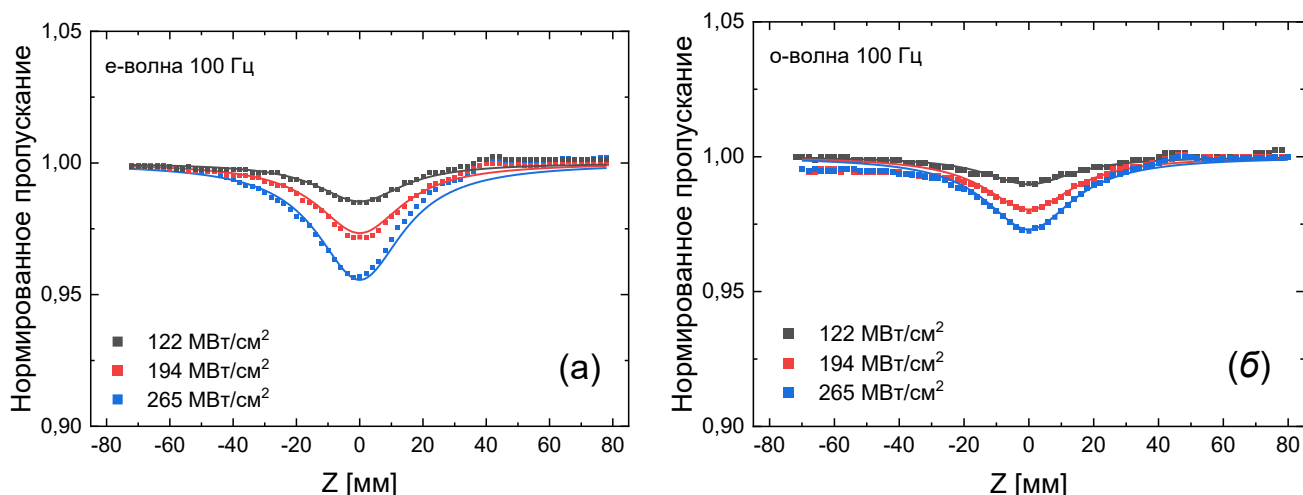 Нормированное пропускание
1,05
1,00
0,95
0,90
е-волна 100 Гц
122 МВт/см²
194 МВт/см²
265 МВт/см²
(а)
-80 -60 -40 -20 0 20 40 60 80
Z [мм]
Нормированное пропускание
1,05
1,00
0,95
0,90
о-волна 100 Гц
122 МВт/см²
194 МВт/см²
265 МВт/см²
(б)
-80 -60 -40 -20 0 20 40 60 80
Z [мм]